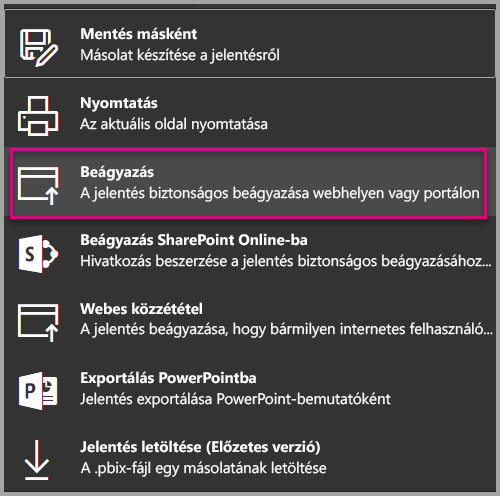 Mentés másként
Másolat készítése a jelentésről
Nyomtatás
Az aktuális oldal nyomtatása
Beágyazás
A jelentés biztonságos beágyazása webhelyen vagy portálon
Beágyazás SharePoint Online-ba
Hivatkozás beszerzése a jelentés biztonságos beágyazásához...
Webes közzététel
A jelentés beágyazása, hogy bármilyen internetes felhasználó...
Exportálás PowerPointba
Jelentés exportálása PowerPoint-bemutatóként
Jelentés letöltése (Előzetes verzió)
A .pbix-fájl egy másolatának letöltése